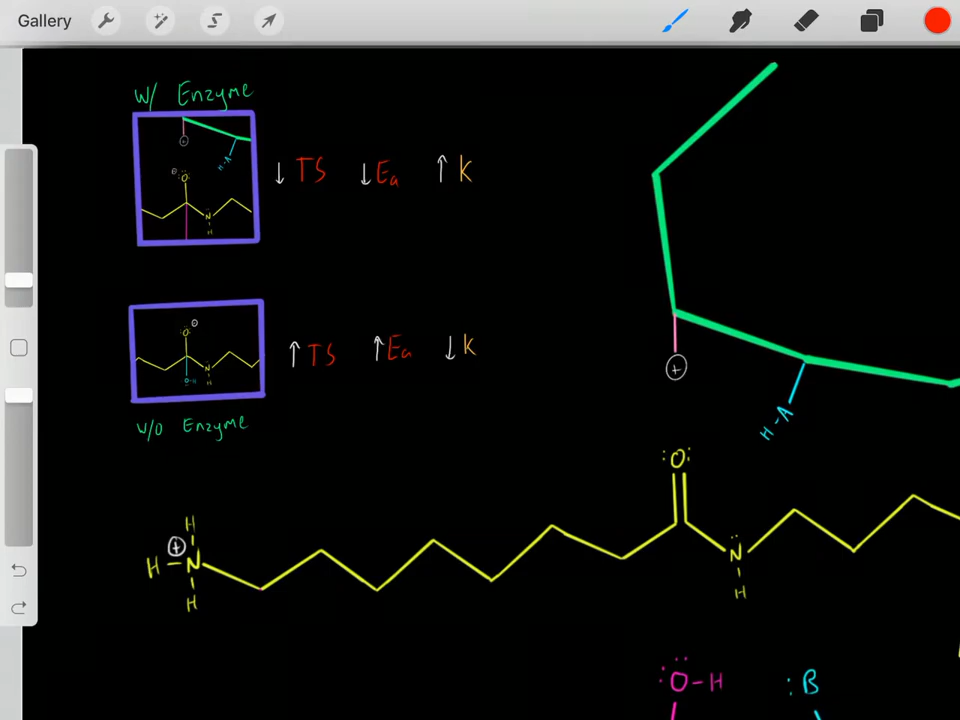 Gallery
W/ Enzyme
⊕
H-A
⊖
:Ö:
N
H
↓ TS ↓ Ea ↑ K
⊖
:O:
N
H
:O-H
↑ TS ↑ Ea ↓ K
W/O Enzyme
⊕
H-A
:O:
H
⊕
H-N
H
N̈
H
:Ö-H :B